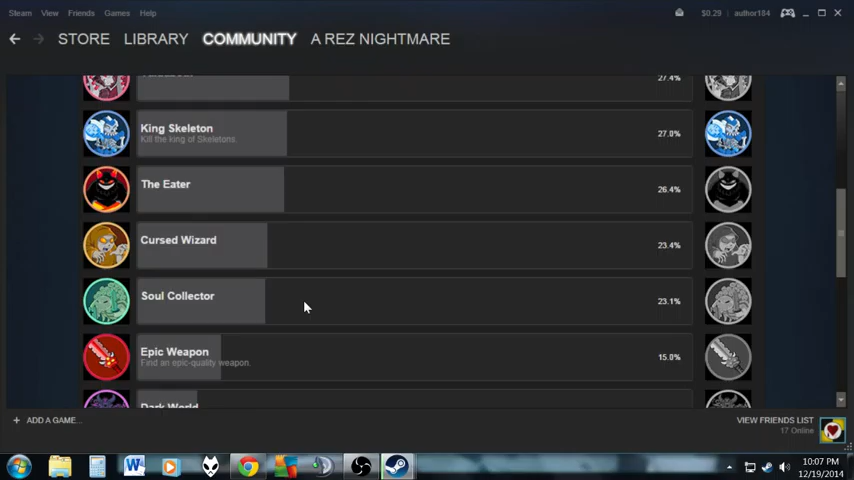 Steam View Friends Games Help
$0.29 author184
STORE LIBRARY COMMUNITY A REZ NIGHTMARE
27.4%
King Skeleton
Kill the king of Skeletons.
27.0%
The Eater
26.4%
Cursed Wizard
23.4%
Soul Collector
23.1%
Epic Weapon
Find an epic-quality weapon.
15.0%
Dark World
+ ADD A GAME...
VIEW FRIENDS LIST
17 Online
10:07 PM
12/19/2014